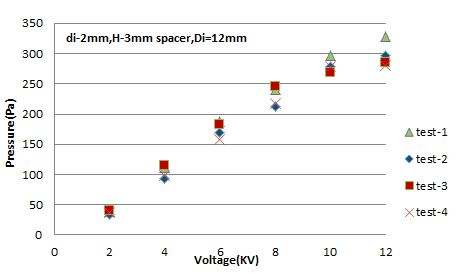 di-2mm,H-3mm spacer,Di=12mm
350
300
250
200
150
100
50
0
Pressure(Pa)
0 2 4 6 8 10 12
Voltage(KV)
test-1
test-2
test-3
test-4